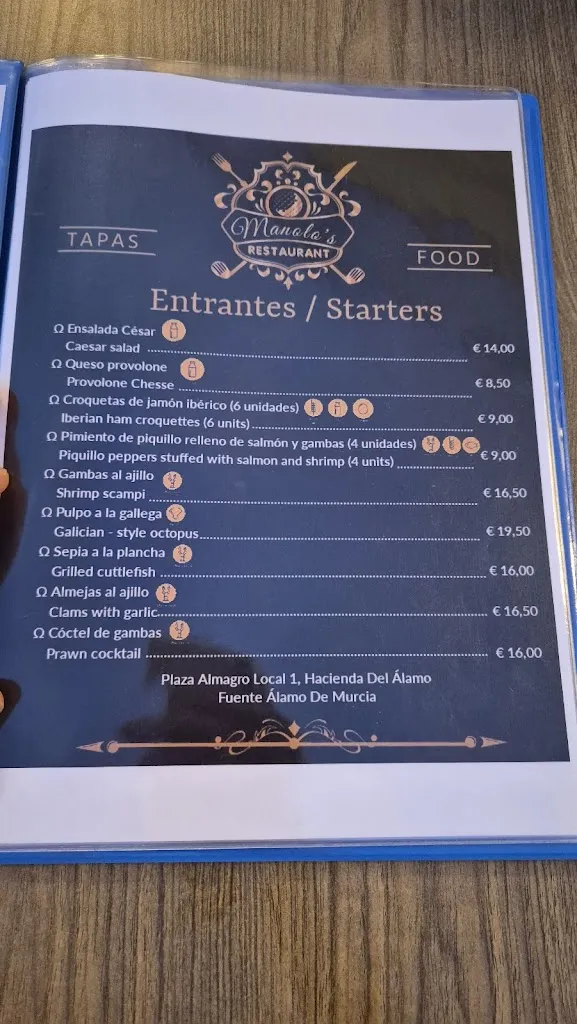 Manolo's
RESTAURANT
TAPAS
FOOD
Entrantes / Starters
Ω Ensalada César
Caesar salad ........ € 14,00
Ω Queso provolone
Provolone Chesse ........ € 8,50
Ω Croquetas de jamón ibérico (6 unidades)
Iberian ham croquettes (6 units) ........ € 9,00
Ω Pimiento de piquillo relleno de salmón y gambas (4 unidades)
Piquillo peppers stuffed with salmon and shrimp (4 units) ........ € 9,00
Ω Gambas al ajillo
Shrimp scampi ........ € 16,50
Ω Pulpo a la gallega
Galician - style octopus ........ € 19,50
Ω Sepia a la plancha
Grilled cuttlefish ........ € 16,00
Ω Almejas al ajillo
Clams with garlic ........ € 16,50
Ω Cóctel de gambas
Prawn cocktail ........ € 16,00
Plaza Almagro Local 1, Hacienda Del Álamo
Fuente Álamo De Murcia